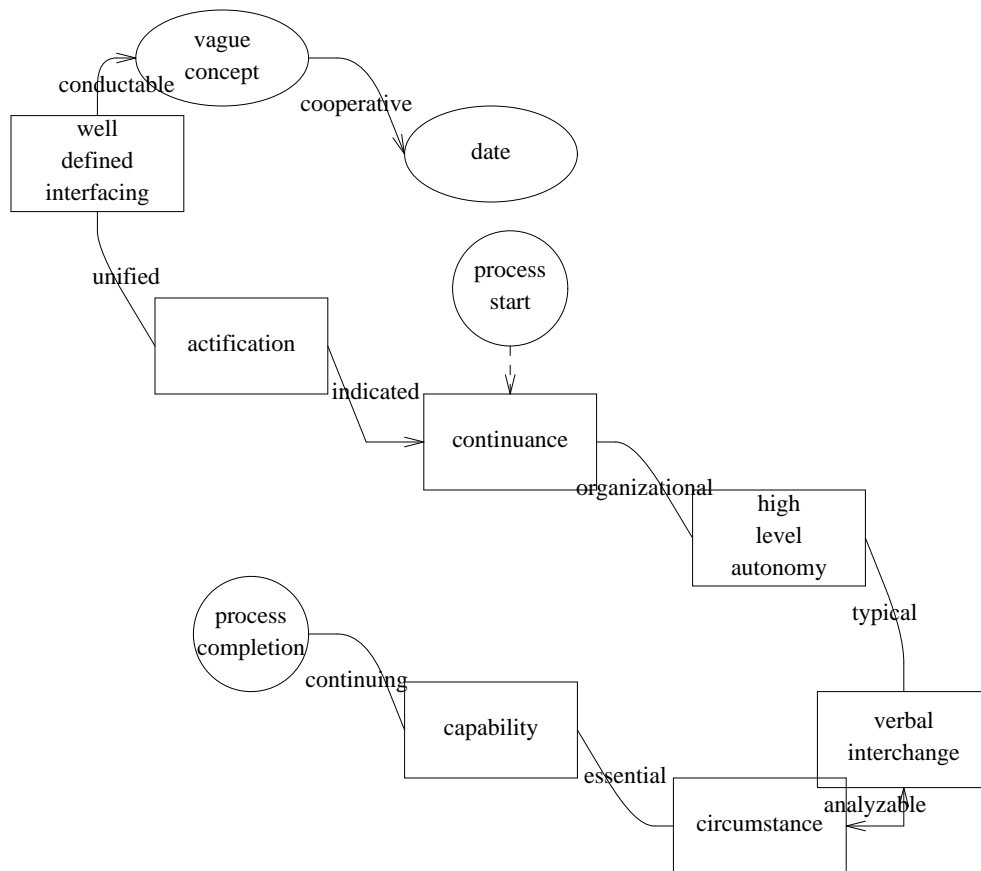 vague
concept
conductable
cooperative
well
defined
interfacing
date
unified
process
start
actification
indicated
continuance
organizational
high
level
autonomy
typical
process
completion
continuing
capability
verbal
interchange
essential
analyzable
circumstance